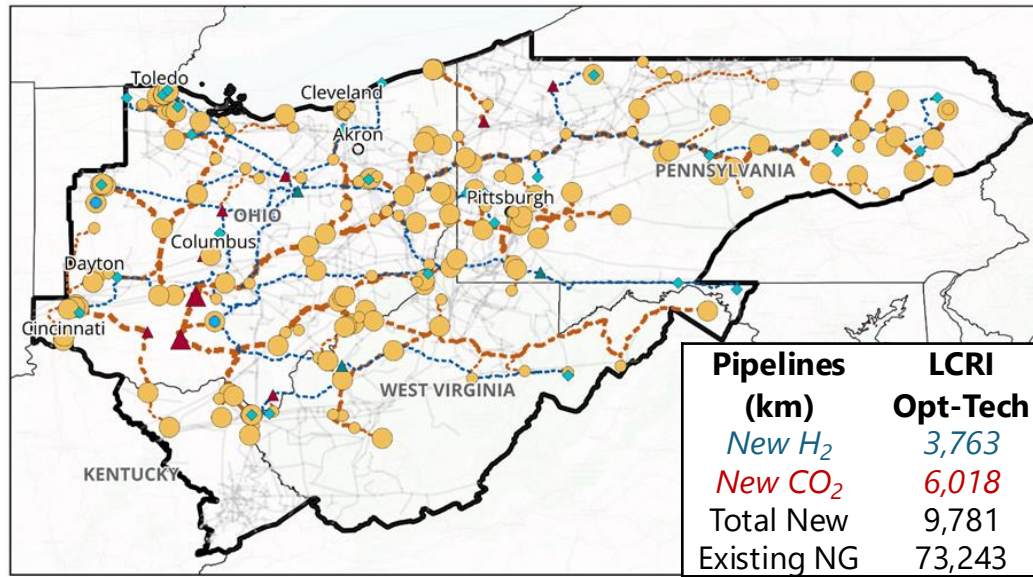 Toledo
Cleveland
Akron
PENNSYLVANIA
Pittsburgh
OHIO
Columbus
Dayton
Cincinnati
WEST VIRGINIA
KENTUCKY
Pipelines LCRI
(km) Opt-Tech
New H₂ 3,763
New CO₂ 6,018
Total New 9,781
Existing NG 73,243